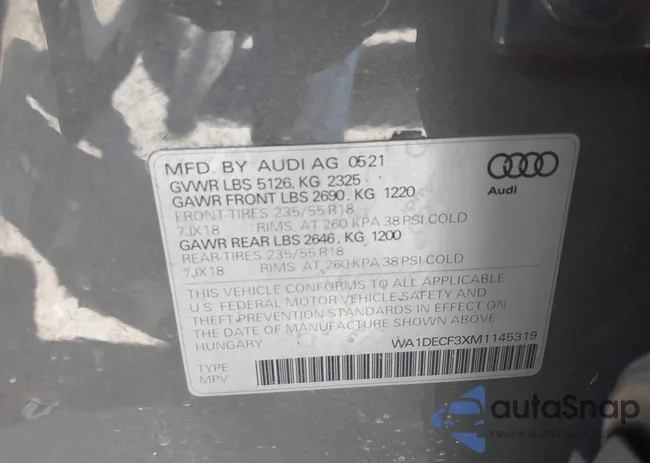 MFD. BY AUDI AG 0521
GVWR LBS 5126, KG 2325
GAWR FRONT LBS 2690, KG 1220
FRONT-TIRES 235/55 R18
7JX18 RIMS, AT 260 KPA 38 PSI COLD
GAWR REAR LBS 2646, KG 1200
REAR-TIRES 235/55 R18
7JX18 RIMS, AT 260 KPA 38 PSI COLD
Audi
THIS VEHICLE CONFORMS TO ALL APPLICABLE
U.S. FEDERAL MOTOR VEHICLE SAFETY AND
THEFT PREVENTION STANDARDS IN EFFECT ON
THE DATE OF MANUFACTURE SHOWN ABOVE
HUNGARY
WA1DECF3XM1145319
TYPE
MPV
autaSnap